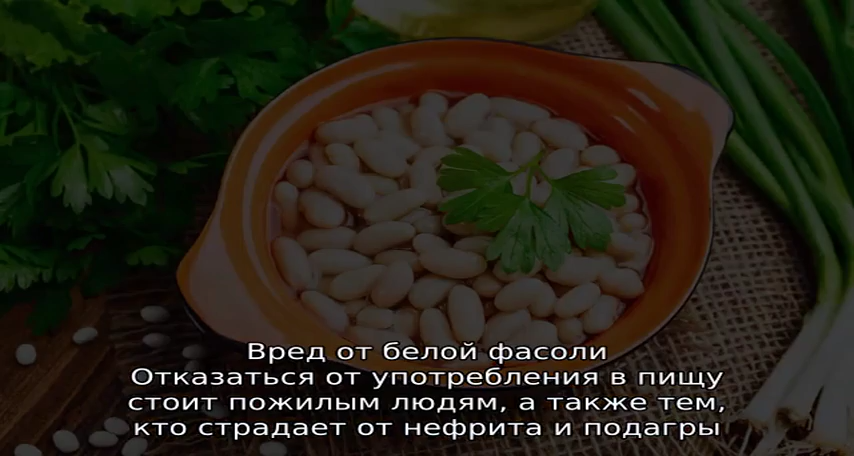 Вред от белой фасоли
Отказаться от употребления в пищу
стоит пожилым людям, а также тем,
кто страдает от нефрита и подагры